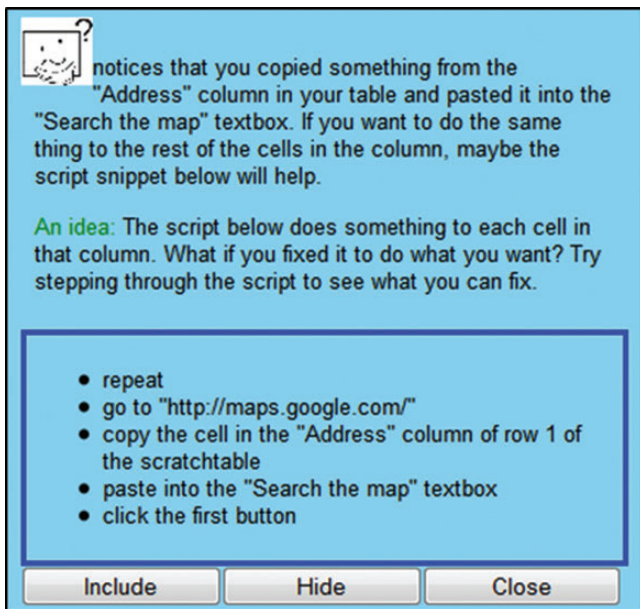 ?
notices that you copied something from the
"Address" column in your table and pasted it into the
"Search the map" textbox. If you want to do the same
thing to the rest of the cells in the column, maybe the
script snippet below will help.
An idea: The script below does something to each cell in
that column. What if you fixed it to do what you want? Try
stepping through the script to see what you can fix.
• repeat
• go to "http://maps.google.com/"
• copy the cell in the "Address" column of row 1 of
the scratchtable
• paste into the "Search the map" textbox
• click the first button
Include Hide Close